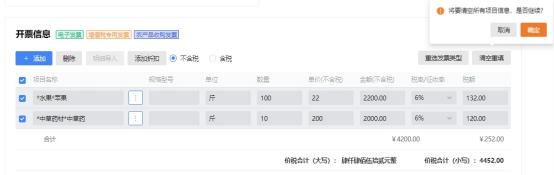 将要清空所有项目信息，是否继续?
取消 确定
开票信息 电子发票 增值税专用发票 农产品收购发票
+ 添加 删除 项目导入 添加折扣 不含税 含税 重选发票类型 清空重填
项目名称 规格型号 单位 数量 单价(不含税) 金额(不含税) 税率/征收率 税额
*水果*苹果 斤 100 22 2200.00 6% 132.00
*中草药材*中草药 斤 10 200 2000.00 6% 120.00
合计 ¥4200.00 ¥252.00
价税合计（大写）: 肆仟肆佰伍拾贰元整 价税合计（小写）: 4452.00